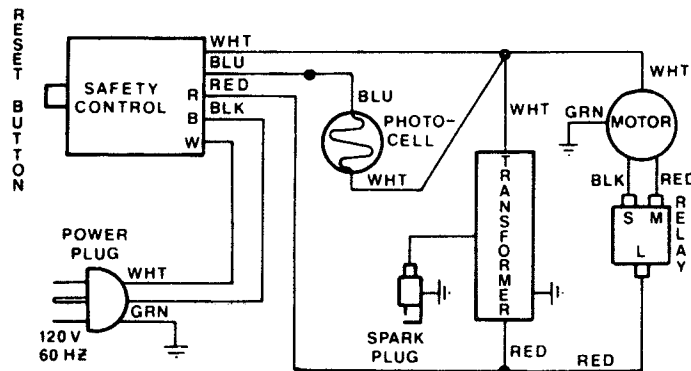 RESET BUTTON
SAFETY
CONTROL
R
B
W
WHT
BLU
RED
BLK
BLU
PHOTO-
CELL
WHT
WHT
WHT
GRN
MOTOR
BLK
RED
S
M
L
RELAY
TRANSFORMER
POWER
PLUG
WHT
GRN
120 V
60 HZ
SPARK
PLUG
RED
RED